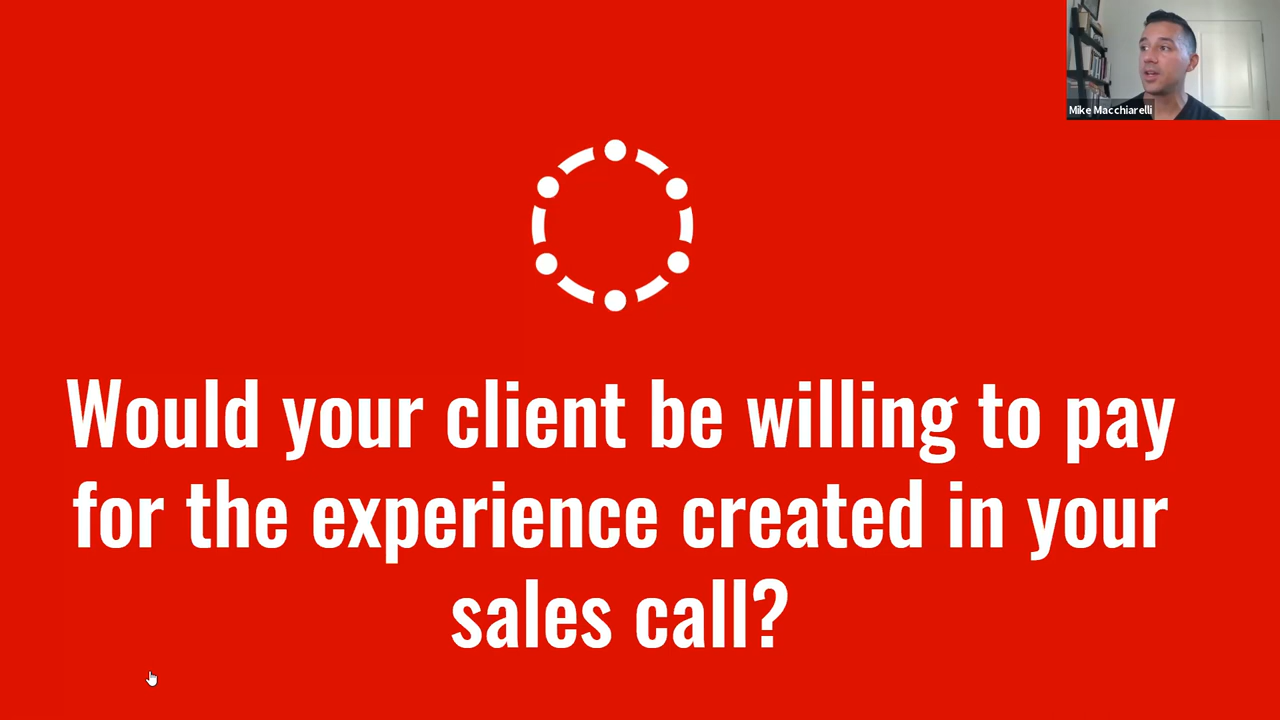 Mike Macchiarelli
Would your client be willing to pay
for the experience created in your
sales call?